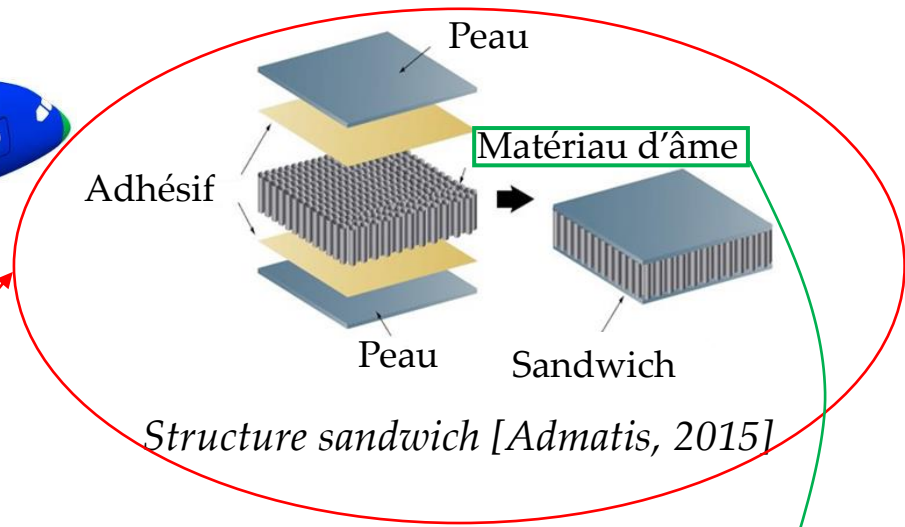 Peau
Matériau d’âme
Adhésif
Peau
Sandwich
Structure sandwich [Admatis, 2015]